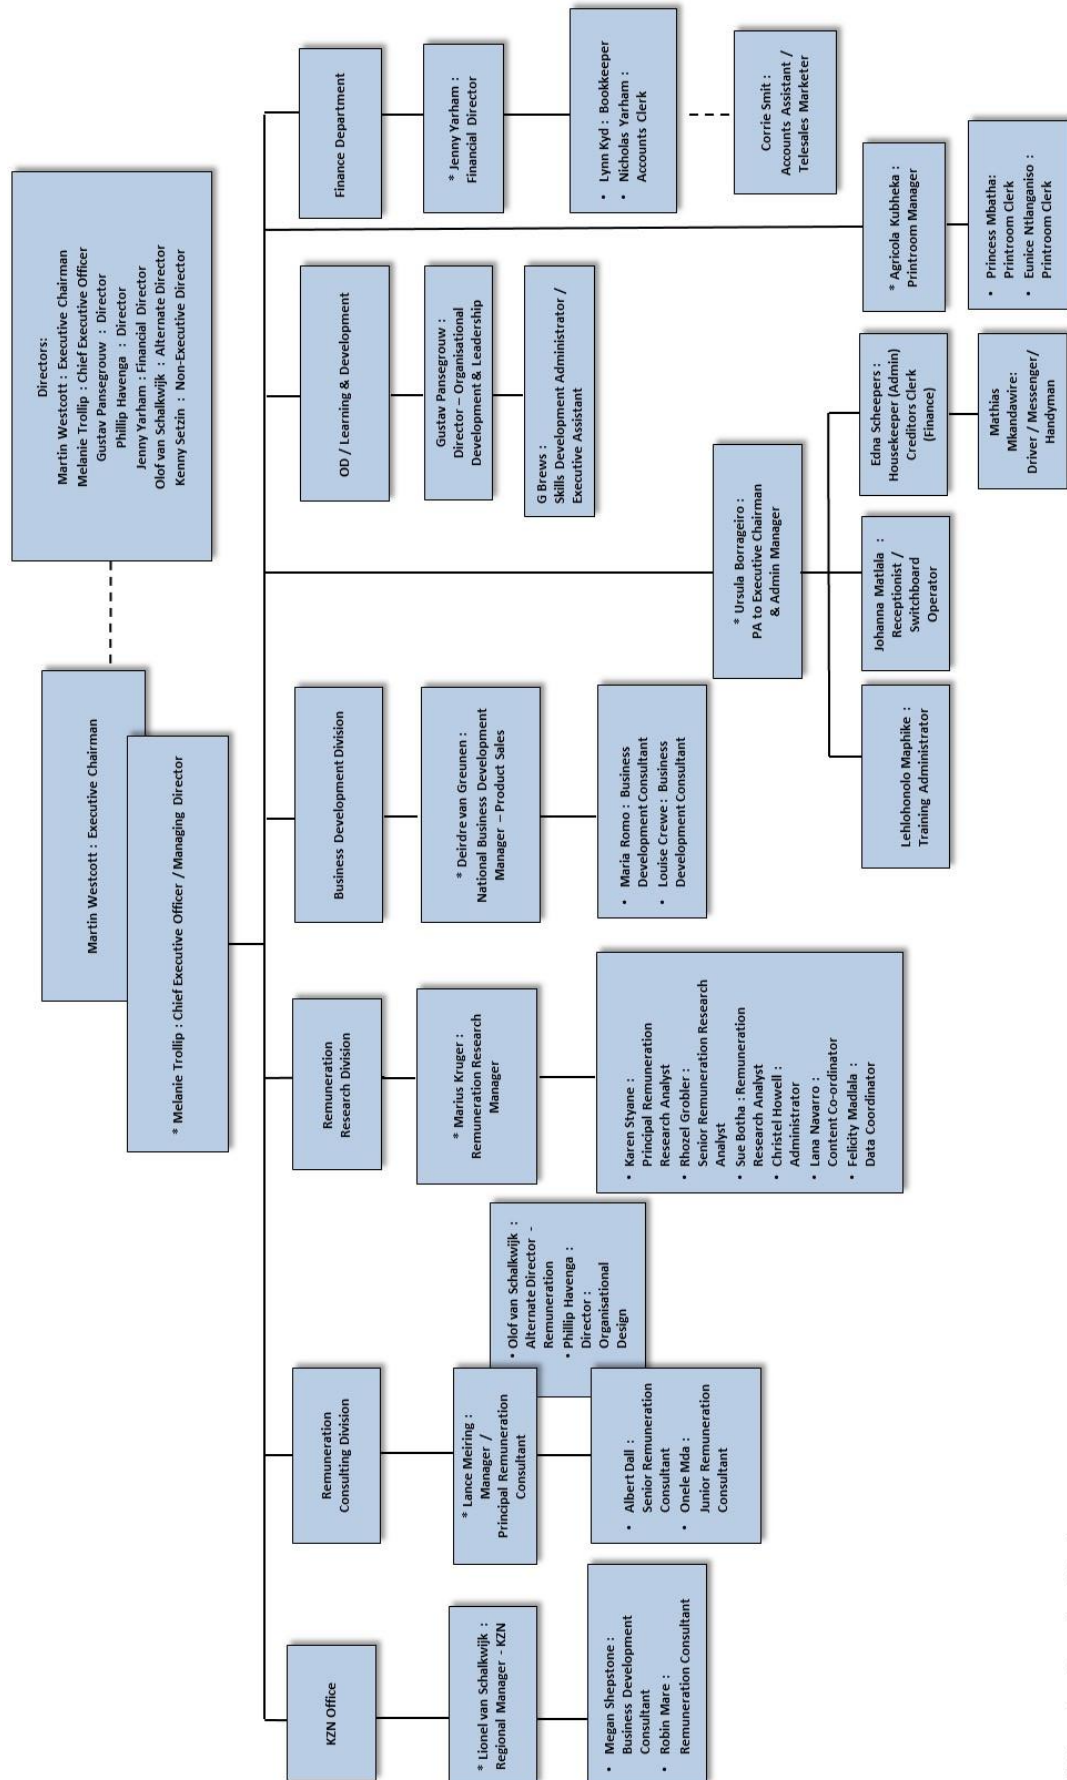 Directors:
Martin Westcott : Executive Chairman
Melanie Trollip : Chief Executive Officer
Gustav Pansegrouw : Director
Phillip Havenga : Director
Jenny Yarham : Financial Director
Olof van Schalkwijk : Alternate Director
Kenny Setzin : Non-Executive Director
Martin Westcott : Executive Chairman
* Melanie Trollip : Chief Executive Officer / Managing Director
KZN Office
* Lionel van Schalkwijk :
Regional Manager - KZN
• Megan Shepstone :
Business Development
Consultant
• Robin Mare :
Remuneration Consultant
Remuneration
Consulting Division
* Lance Meiring :
Manager /
Principal Remuneration
Consultant
• Olof van Schalkwijk :
Alternate Director -
Remuneration
• Phillip Havenga :
Director :
Organisational
Design
• Albert Dall :
Senior Remuneration
Consultant
• Onele Mda :
Junior Remuneration
Consultant
Remuneration
Research Division
* Marius Kruger :
Remuneration Research
Manager
• Karen Styane :
Principal Remuneration
Research Analyst
• Rhozel Grobler :
Senior Remuneration Research
Analyst
• Sue Botha : Remuneration
Research Analyst
• Christel Howell :
Administrator
• Lana Navarro :
Content Co-ordinator
• Felicity Madlala :
Data Coordinator
Business Development Division
* Deirdre van Greunen :
National Business Development
Manager – Product Sales
• Maria Romo : Business
Development Consultant
• Louise Crewe : Business
Development Consultant
* Ursula Borrageiro :
PA to Executive Chairman
& Admin Manager
Lehlohonolo Maphike :
Training Administrator
Johanna Matlala :
Receptionist /
Switchboard
Operator
Edna Scheepers :
Housekeeper (Admin)
Creditors Clerk
(Finance)
Mathias
Mkandawire:
Driver / Messenger/
Handyman
OD / Learning & Development
Gustav Pansegrouw :
Director – Organisational
Development & Leadership
G Brews :
Skills Development Administrator /
Executive Assistant
* Agricola Kubheka :
Printroom Manager
• Princess Mbatha:
Printroom Clerk
• Eunice Ntlanganiso :
Printroom Clerk
Finance Department
* Jenny Yarham :
Financial Director
• Lynn Kyd : Bookkeeper
• Nicholas Yarham :
Accounts Clerk
Corrie Smit :
Accounts Assistant /
Telesales Marketer